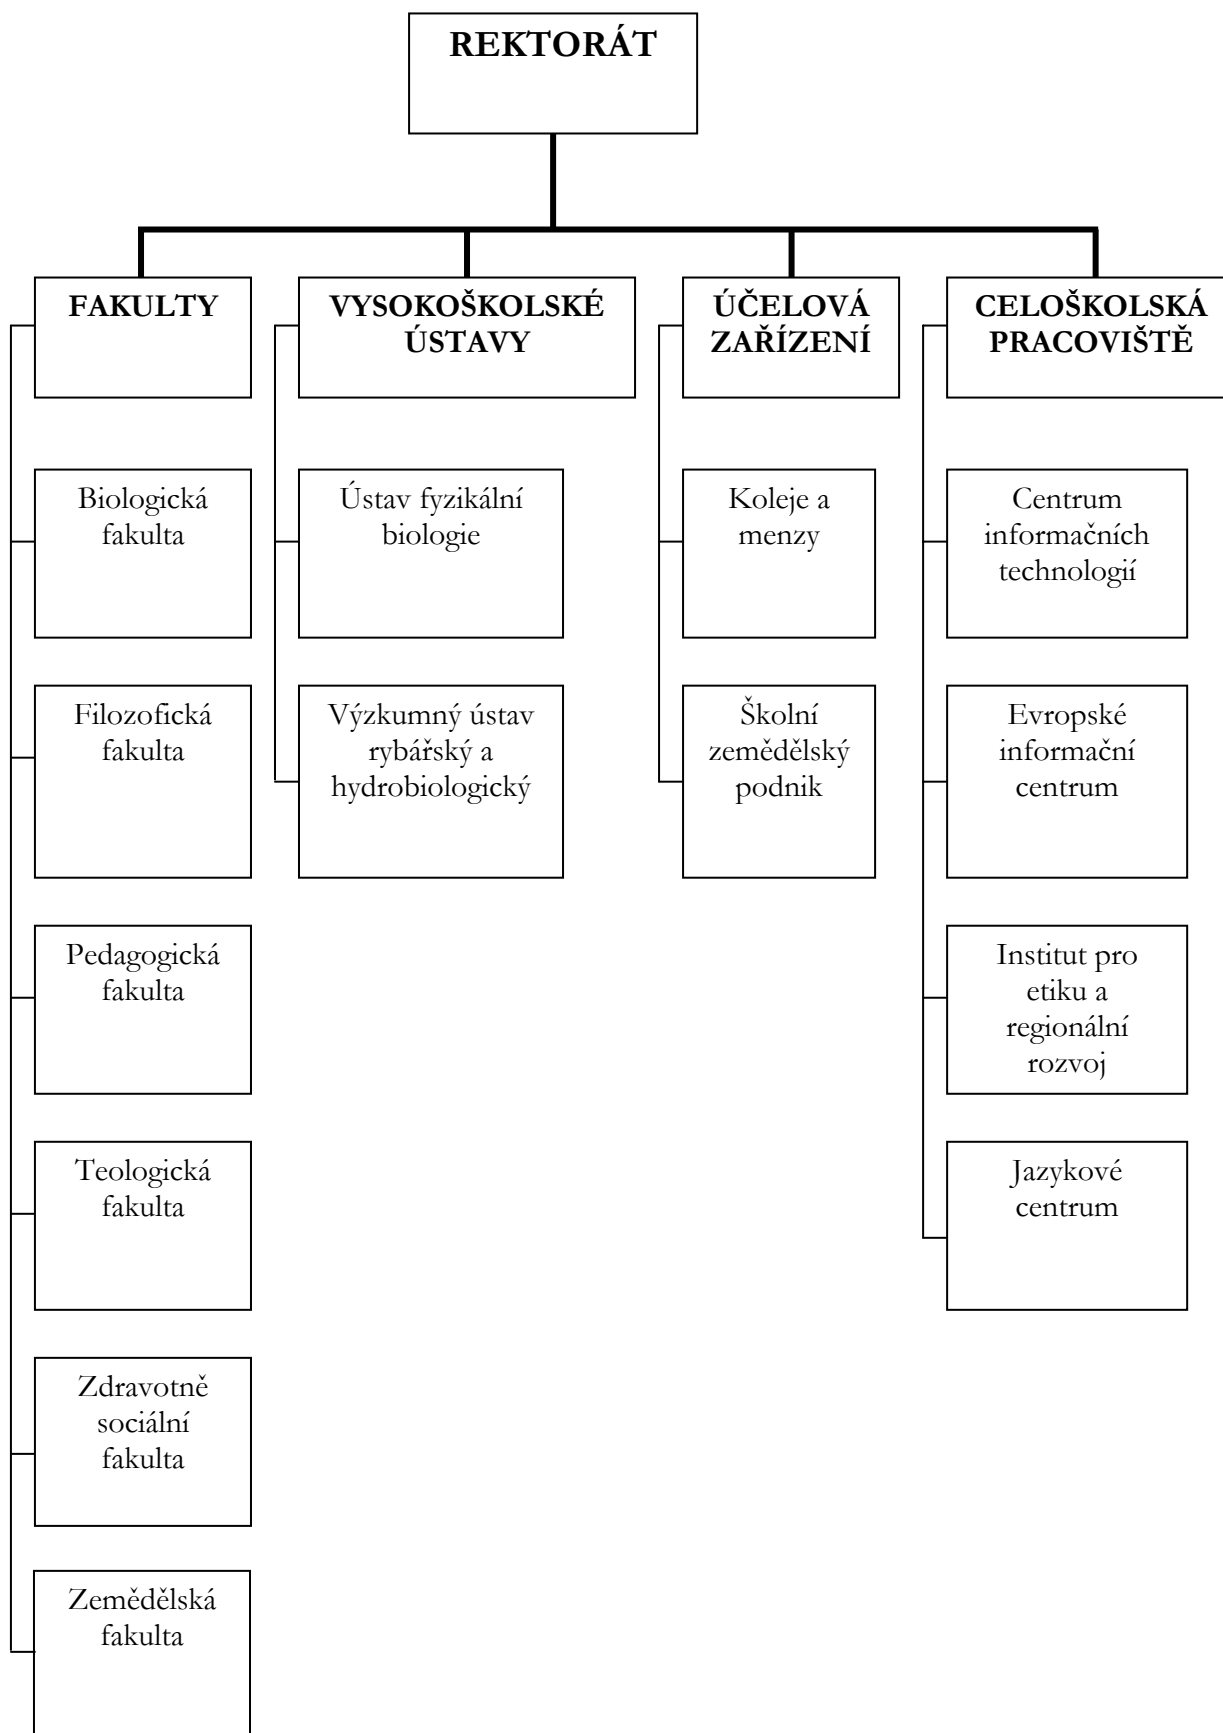 REKTORÁT
FAKULTY
VYSOKOŠKOLSKÉ
ÚSTAVY
ÚČELOVÁ
ZAŘÍZENÍ
CELOŠKOLSKÁ
PRACOVIŠTĚ
Biologická
fakulta
Ústav fyzikální
biologie
Koleje a
menzy
Centrum
informačních
technologií
Filozofická
fakulta
Výzkumný ústav
rybářský a
hydrobiologický
Školní
zemědělský
podnik
Evropské
informační
centrum
Pedagogická
fakulta
Institut pro
etiku a
regionální
rozvoj
Teologická
fakulta
Jazykové
centrum
Zdravotně
sociální
fakulta
Zemědělská
fakulta